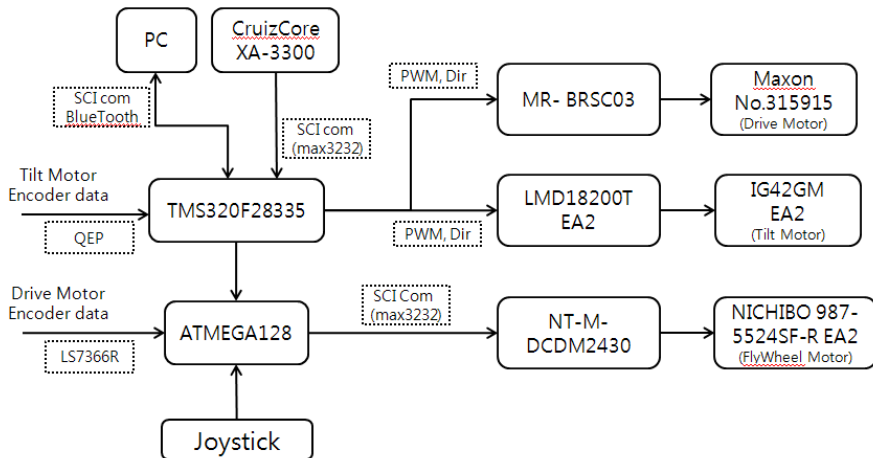 PC
CruizCore
XA-3300
SCI com
BlueTooth
SCI com
(max3232)
PWM, Dir
MR- BRSC03
Maxon
No.315915
(Drive Motor)
Tilt Motor
Encoder data
QEP
TMS320F28335
PWM, Dir
LMD18200T
EA2
IG42GM
EA2
(Tilt Motor)
Drive Motor
Encoder data
LS7366R
ATMEGA128
SCI Com
(max3232)
NT-M-
DCDM2430
NICHIBO 987-
5524SF-R EA2
(FlyWheel Motor)
Joystick